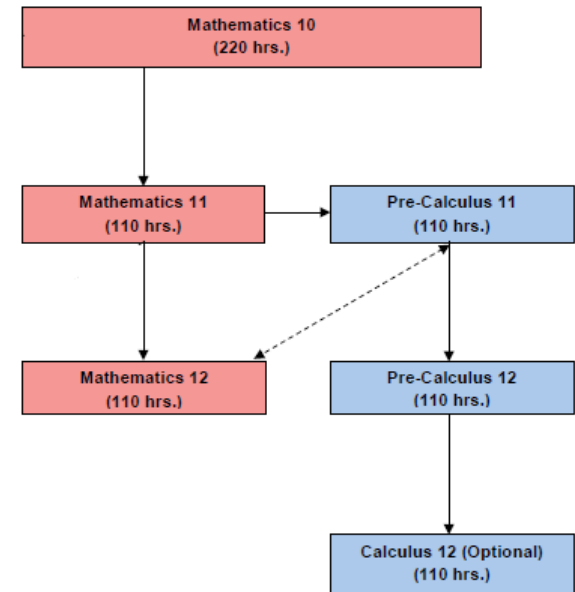 Mathematics 10
(220 hrs.)
Mathematics 11
(110 hrs.)
Pre-Calculus 11
(110 hrs.)
Mathematics 12
(110 hrs.)
Pre-Calculus 12
(110 hrs.)
Calculus 12 (Optional)
(110 hrs.)